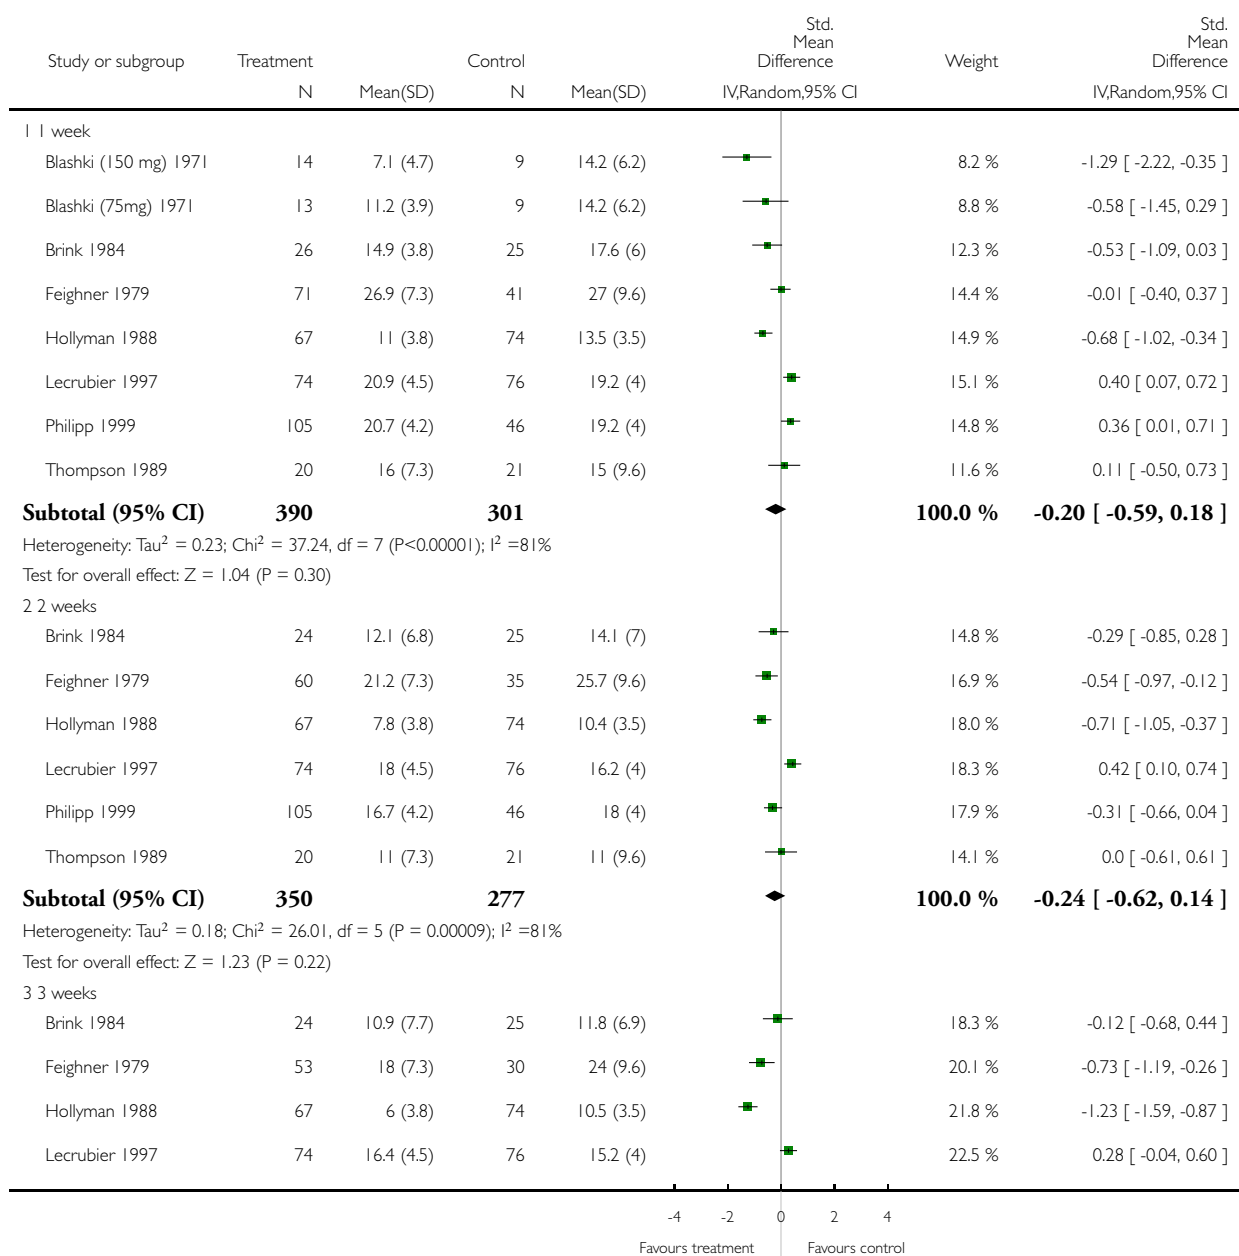 Std.
Mean
Difference
Std.
Mean
Difference
Study or subgroup Treatment Control Weight
N Mean(SD) N Mean(SD) IV,Random,95% CI IV,Random,95% CI
1 1 week
Blashki (150 mg) 1971 14 7.1 (4.7) 9 14.2 (6.2) 8.2 % -1.29 [ -2.22, -0.35 ]
Blashki (75mg) 1971 13 11.2 (3.9) 9 14.2 (6.2) 8.8 % -0.58 [ -1.45, 0.29 ]
Brink 1984 26 14.9 (3.8) 25 17.6 (6) 12.3 % -0.53 [ -1.09, 0.03 ]
Feighner 1979 71 26.9 (7.3) 41 27 (9.6) 14.4 % -0.01 [ -0.40, 0.37 ]
Hollyman 1988 67 11 (3.8) 74 13.5 (3.5) 14.9 % -0.68 [ -1.02, -0.34 ]
Lecrubier 1997 74 20.9 (4.5) 76 19.2 (4) 15.1 % 0.40 [ 0.07, 0.72 ]
Philipp 1999 105 20.7 (4.2) 46 19.2 (4) 14.8 % 0.36 [ 0.01, 0.71 ]
Thompson 1989 20 16 (7.3) 21 15 (9.6) 11.6 % 0.11 [ -0.50, 0.73 ]
Subtotal (95% CI) 390 301 100.0 % -0.20 [ -0.59, 0.18 ]
Heterogeneity: Tau² = 0.23; Chi² = 37.24, df = 7 (P<0.00001); I² =81%
Test for overall effect: Z = 1.04 (P = 0.30)
2 2 weeks
Brink 1984 24 12.1 (6.8) 25 14.1 (7) 14.8 % -0.29 [ -0.85, 0.28 ]
Feighner 1979 60 21.2 (7.3) 35 25.7 (9.6) 16.9 % -0.54 [ -0.97, -0.12 ]
Hollyman 1988 67 7.8 (3.8) 74 10.4 (3.5) 18.0 % -0.71 [ -1.05, -0.37 ]
Lecrubier 1997 74 18 (4.5) 76 16.2 (4) 18.3 % 0.42 [ 0.10, 0.74 ]
Philipp 1999 105 16.7 (4.2) 46 18 (4) 17.9 % -0.31 [ -0.66, 0.04 ]
Thompson 1989 20 11 (7.3) 21 11 (9.6) 14.1 % 0.0 [ -0.61, 0.61 ]
Subtotal (95% CI) 350 277 100.0 % -0.24 [ -0.62, 0.14 ]
Heterogeneity: Tau² = 0.18; Chi² = 26.01, df = 5 (P = 0.00009); I² =81%
Test for overall effect: Z = 1.23 (P = 0.22)
3 3 weeks
Brink 1984 24 10.9 (7.7) 25 11.8 (6.9) 18.3 % -0.12 [ -0.68, 0.44 ]
Feighner 1979 53 18 (7.3) 30 24 (9.6) 20.1 % -0.73 [ -1.19, -0.26 ]
Hollyman 1988 67 6 (3.8) 74 10.5 (3.5) 21.8 % -1.23 [ -1.59, -0.87 ]
Lecrubier 1997 74 16.4 (4.5) 76 15.2 (4) 22.5 % 0.28 [ -0.04, 0.60 ]
-4 -2 0 2 4
Favours treatment Favours control